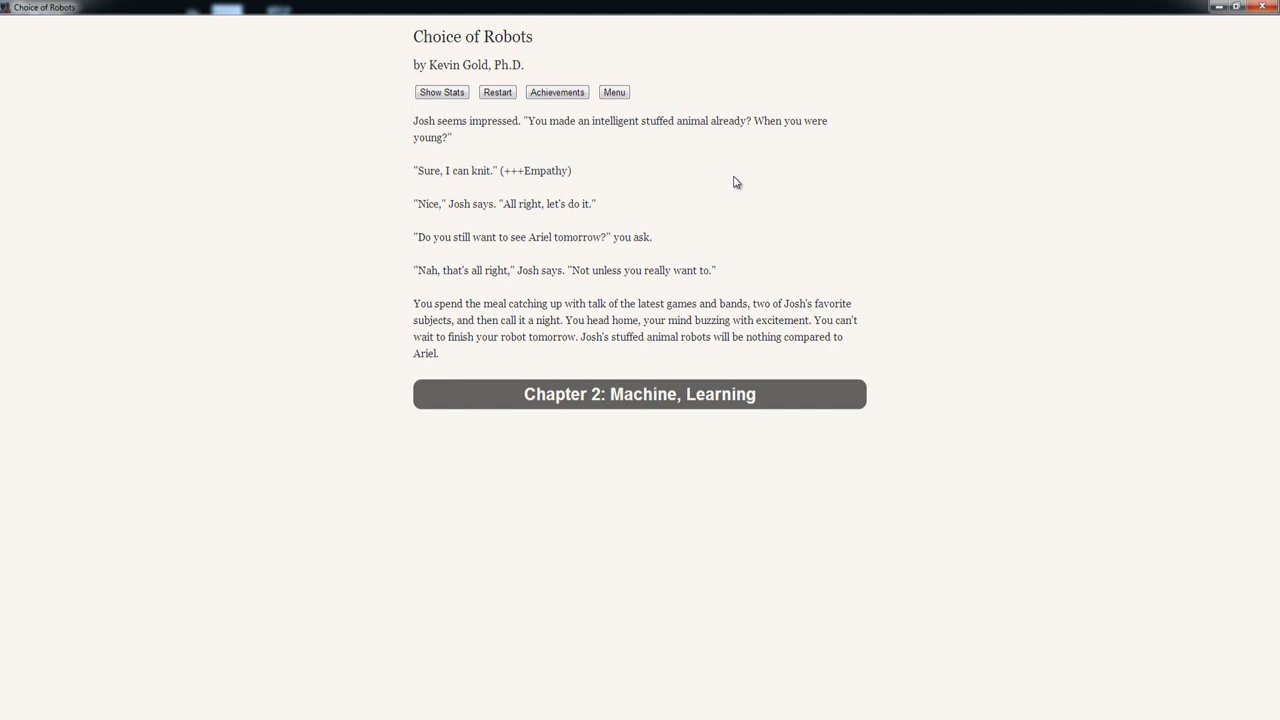 Choice of Robots
Choice of Robots
by Kevin Gold, Ph.D.
Show Stats Restart Achievements Menu
Josh seems impressed. "You made an intelligent stuffed animal already? When you were
young?"
"Sure, I can knit." (+++Empathy)
"Nice," Josh says. "All right, let's do it."
"Do you still want to see Ariel tomorrow?" you ask.
"Nah, that's all right," Josh says. "Not unless you really want to."
You spend the meal catching up with talk of the latest games and bands, two of Josh's favorite
subjects, and then call it a night. You head home, your mind buzzing with excitement. You can't
wait to finish your robot tomorrow. Josh's stuffed animal robots will be nothing compared to
Ariel.
Chapter 2: Machine, Learning